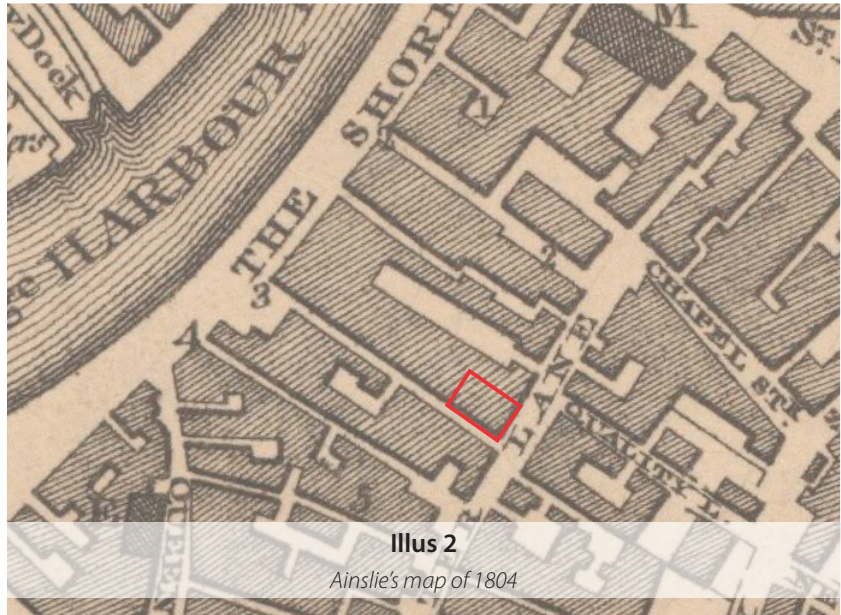 Dock
HARBOUR
THE SHORE
M
ST.
1
2
3
4
5
LANE
CHAPEL ST.
QUALITY L.
Illus 2
Ainslie's map of 1804